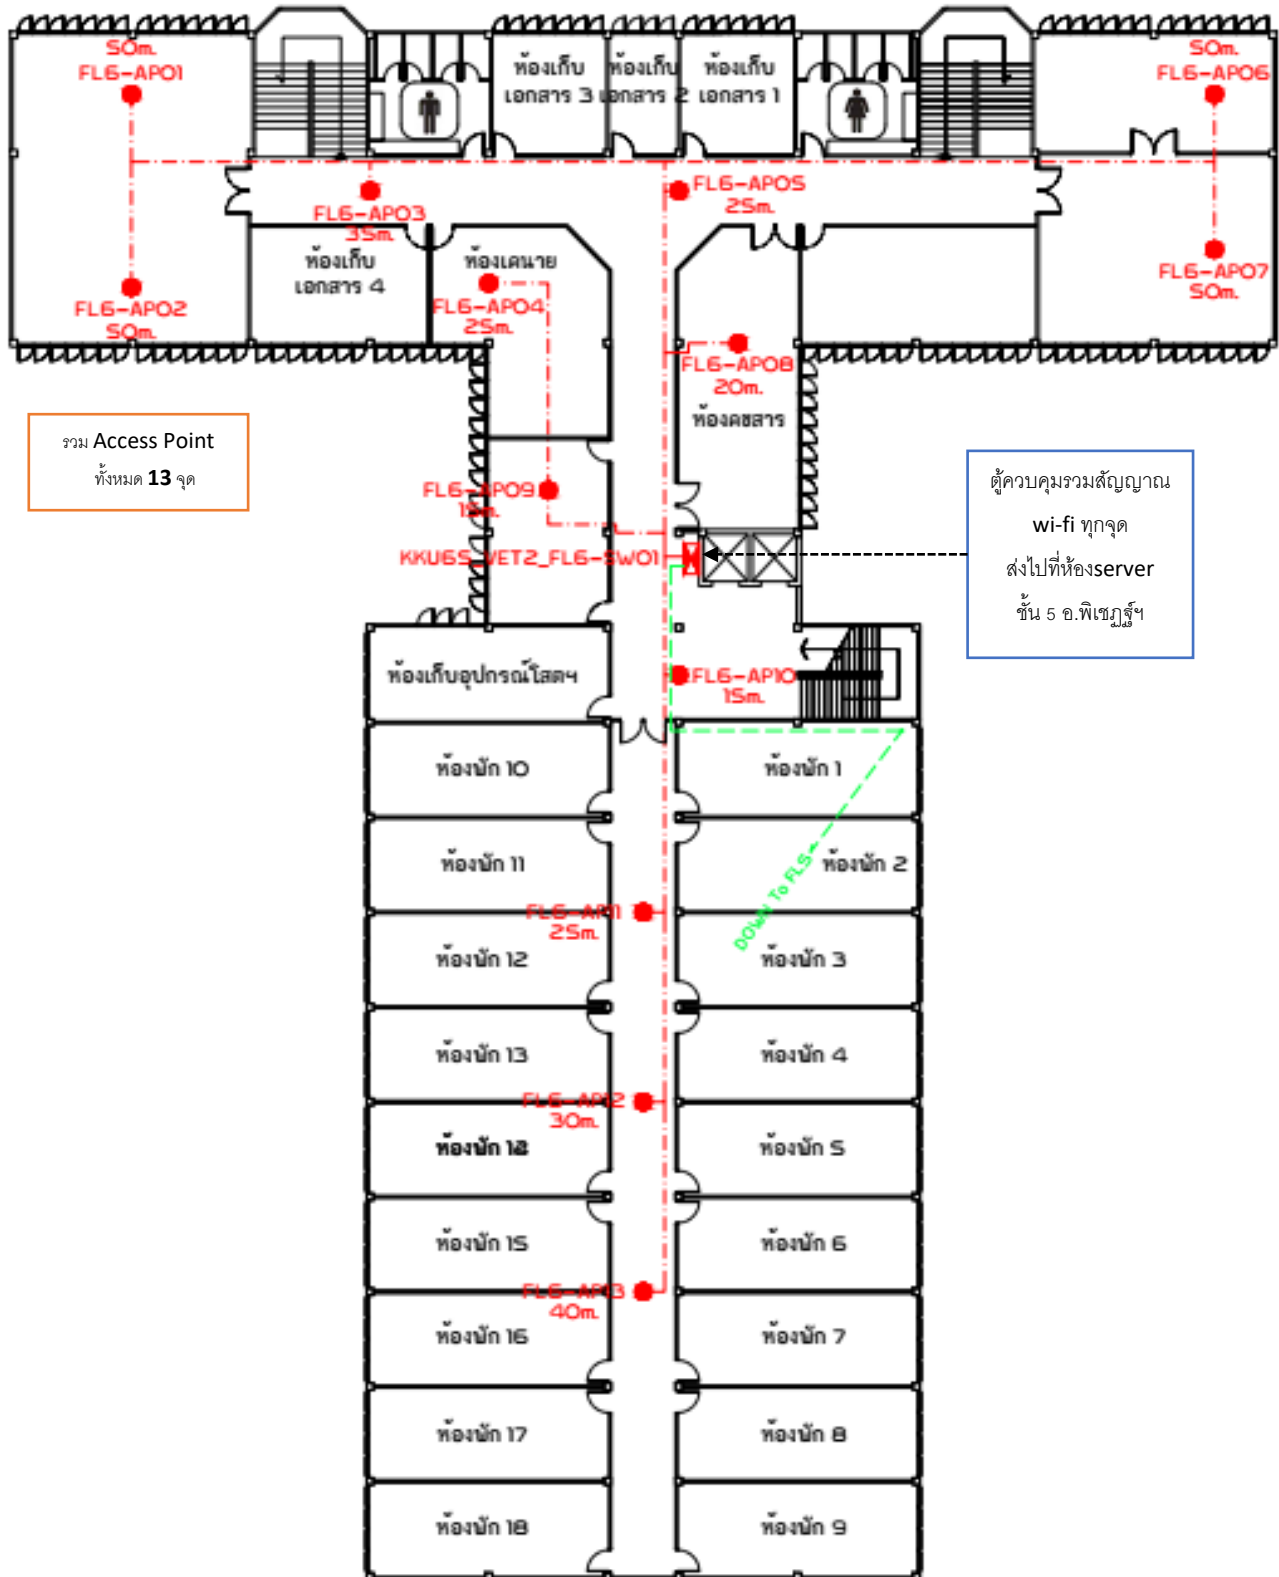 50m.
FL6-AP01
ห้องเก็บ
เอกสาร 3
ห้องเก็บ
เอกสาร 2
ห้องเก็บ
เอกสาร 1
50m.
FL6-AP06
FL6-AP03
35m.
FL6-AP05
25m.
ห้องเก็บ
เอกสาร 4
FL6-AP02
50m.
ห้องเคนาย
FL6-AP04
25m.
FL6-AP07
50m.
FL6-AP08
20m.
ห้องคชสาร
รวม Access Point
ทั้งหมด 13 จุด
FL6-AP09
15m.
KKU65_VET2_FL6-SW01
ตู้ควบคุมรวมสัญญาณ
wi-fi ทุกจุด
ส่งไปที่ห้องserver
ชั้น 5 อ.พิเชฏฐ์ฯ
ห้องเก็บอุปกรณ์โสตฯ
FL6-AP10
15m.
ห้องพัก 10
ห้องพัก 1
ห้องพัก 11
ห้องพัก 2
DOWN To FL5
FL6-AP11
25m.
ห้องพัก 12
ห้องพัก 3
ห้องพัก 13
ห้องพัก 4
FL6-AP12
30m.
ห้องพัก
ห้องพัก 5
ห้องพัก 15
ห้องพัก 6
FL6-AP13
40m.
ห้องพัก 16
ห้องพัก 7
ห้องพัก 17
ห้องพัก 8
ห้องพัก 18
ห้องพัก 9